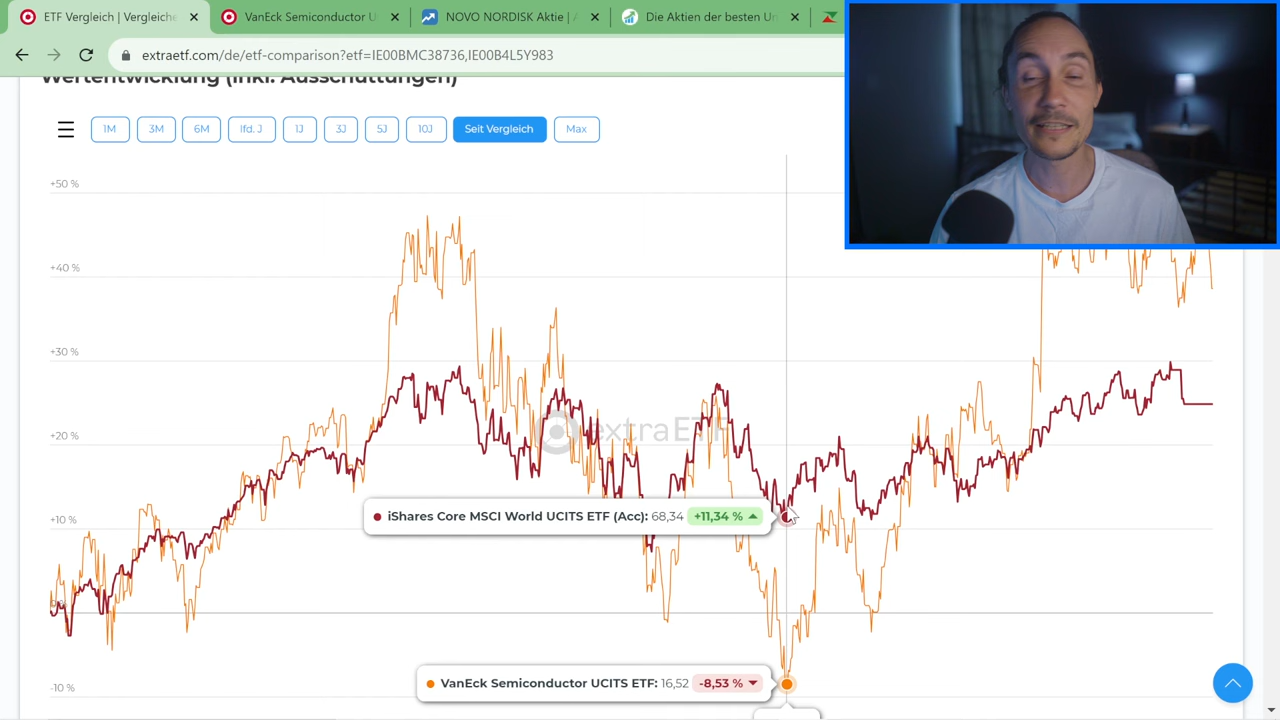 ETF Vergleich | Vergleiche
VanEck Semiconductor U
NOVO NORDISK Aktie | A
Die Aktien der besten Un
extraetf.com/de/etf-comparison?etf=IE00BMC38736,IE00B4L5Y983
Wertentwicklung (inkl. Ausschüttungen)
1M 3M 6M lfd. J 1J 3J 5J 10J Seit Vergleich Max
+50 %
+40 %
+30 %
+20 %
extraETF
iShares Core MSCI World UCITS ETF (Acc): 68,34 +11,34 %
+10 %
VanEck Semiconductor UCITS ETF: 16,52 -8,53 %
-10 %